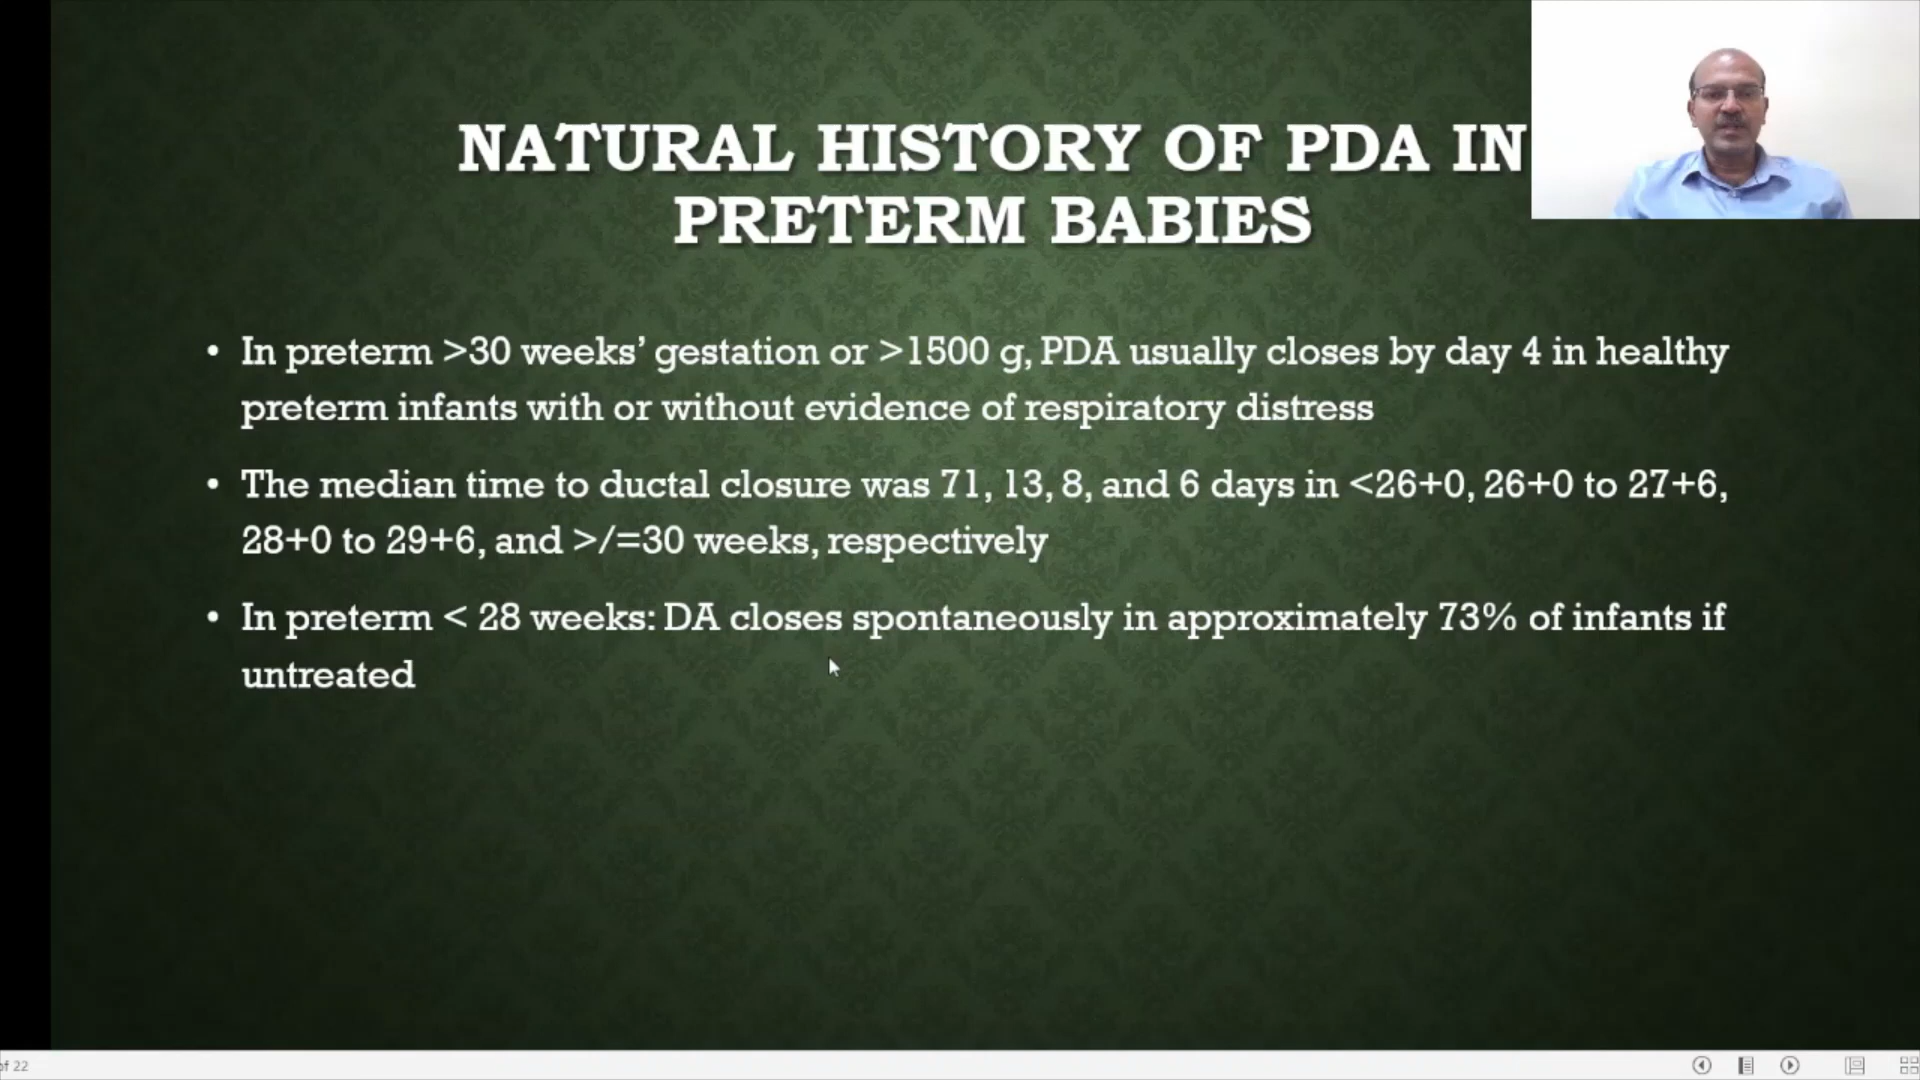 NATURAL HISTORY OF PDA IN
PRETERM BABIES
• In preterm >30 weeks’ gestation or >1500 g, PDA usually closes by day 4 in healthy
preterm infants with or without evidence of respiratory distress
• The median time to ductal closure was 71, 13, 8, and 6 days in <26+0, 26+0 to 27+6,
28+0 to 29+6, and >/=30 weeks, respectively
• In preterm < 28 weeks: DA closes spontaneously in approximately 73% of infants if
untreated
of 22